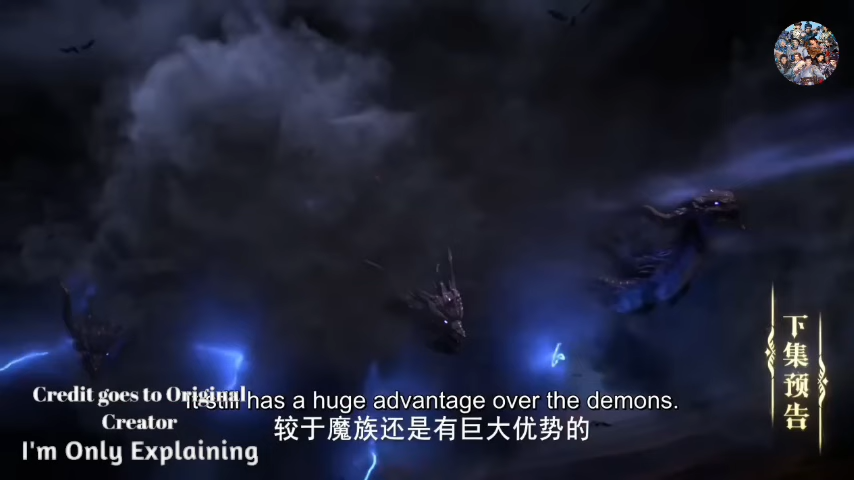 下集预告
Credit goes to Original
Creator
I'm Only Explaining
It still has a huge advantage over the demons.
较于魔族还是有巨大优势的